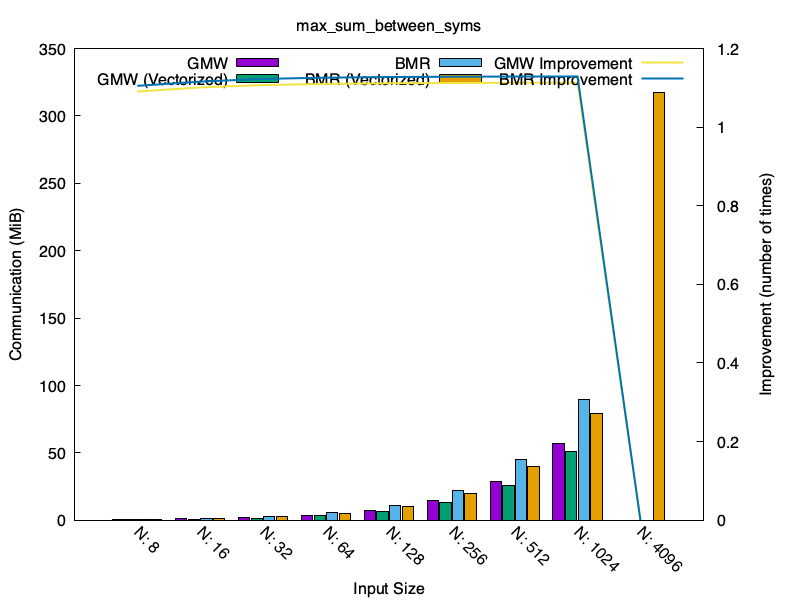 max_sum_between_syms
GMW
GMW (Vectorized)
BMR
BMR (Vectorized)
GMW Improvement
BMR Improvement
Communication (MiB)
350
300
250
200
150
100
50
0
1.2
1
0.8
0.6
0.4
0.2
0
Improvement (number of times)
N: 8
N: 16
N: 32
N: 64
N: 128
N: 256
N: 512
N: 1024
N: 4096
Input Size